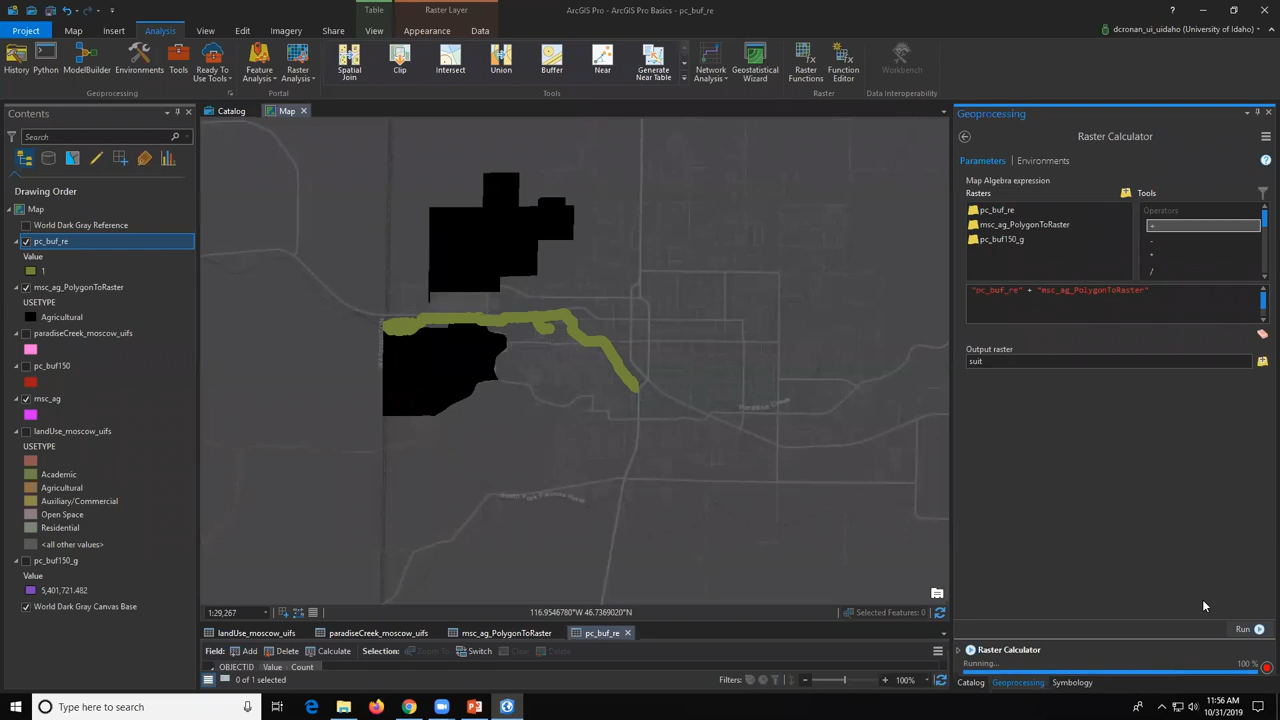 Table
Raster Layer
ArcGIS Pro - ArcGIS Pro Basics - pc_buf_re
?
Project
Map
Insert
Analysis
View
Edit
Imagery
Share
View
Appearance
Data
dcronan_ui_uidaho (University of Idaho)
History
Python
ModelBuilder
Environments
Tools
Ready To Use Tools
Feature Analysis
Raster Analysis
Spatial Join
Clip
Intersect
Union
Buffer
Near
Generate Near Table
Network Analysis
Geostatistical Wizard
Raster Functions
Function Editor
Workbench
Geoprocessing
Portal
Tools
Raster
Data Interoperability
Contents
Search
Drawing Order
Map
World Dark Gray Reference
pc_buf_re
Value
1
msc_ag_PolygonToRaster
USETYPE
Agricultural
paradiseCreek_moscow_uifs
pc_buf150
msc_ag
landUse_moscow_uifs
USETYPE
Academic
Agricultural
Auxiliary/Commercial
Open Space
Residential
<all other values>
pc_buf150_g
Value
5,401,721.482
World Dark Gray Canvas Base
Catalog
Map
1:29,267
116.9546780°W 46.7369020°N
Selected Features: 0
landUse_moscow_uifs
paradiseCreek_moscow_uifs
msc_ag_PolygonToRaster
pc_buf_re
Field:
Add
Delete
Calculate
Selection:
Zoom To
Switch
Clear
Delete
OBJECTID
Value
Count
0 of 1 selected
Filters:
100%
Geoprocessing
Raster Calculator
Parameters
Environments
Map Algebra expression
Rasters
Tools
pc_buf_re
msc_ag_PolygonToRaster
pc_buf150_g
Operators
+
-
*
/
"pc_buf_re" + "msc_ag_PolygonToRaster"
Output raster
suit
Run
Raster Calculator
Running...
100 %
Catalog
Geoprocessing
Symbology
Type here to search
11:56 AM
10/31/2019